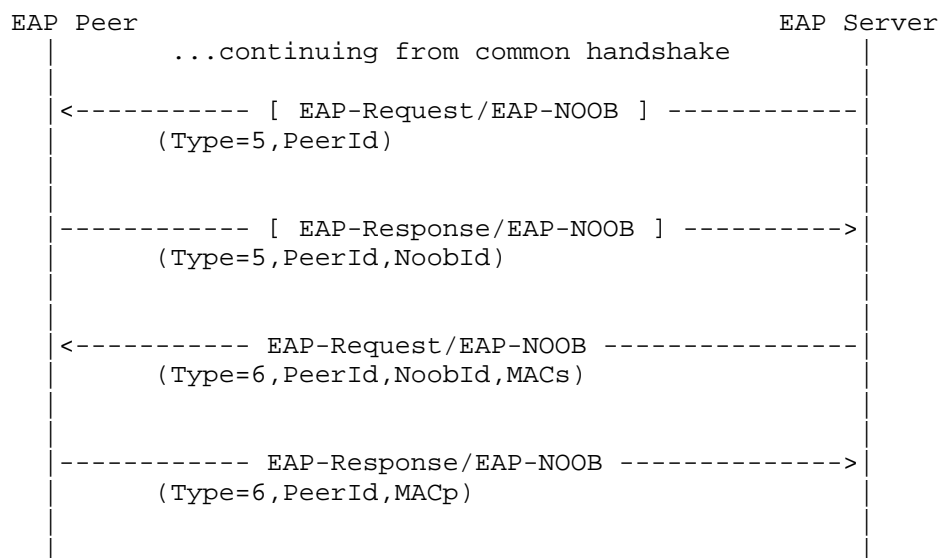 EAP Peer                                         EAP Server
...continuing from common handshake
<----------- [ EAP-Request/EAP-NOOB ] ------------
(Type=5,PeerId)
------------ [ EAP-Response/EAP-NOOB ] ---------->
(Type=5,PeerId,NoobId)
<----------- EAP-Request/EAP-NOOB ----------------
(Type=6,PeerId,NoobId,MACs)
------------ EAP-Response/EAP-NOOB -------------->
(Type=6,PeerId,MACp)